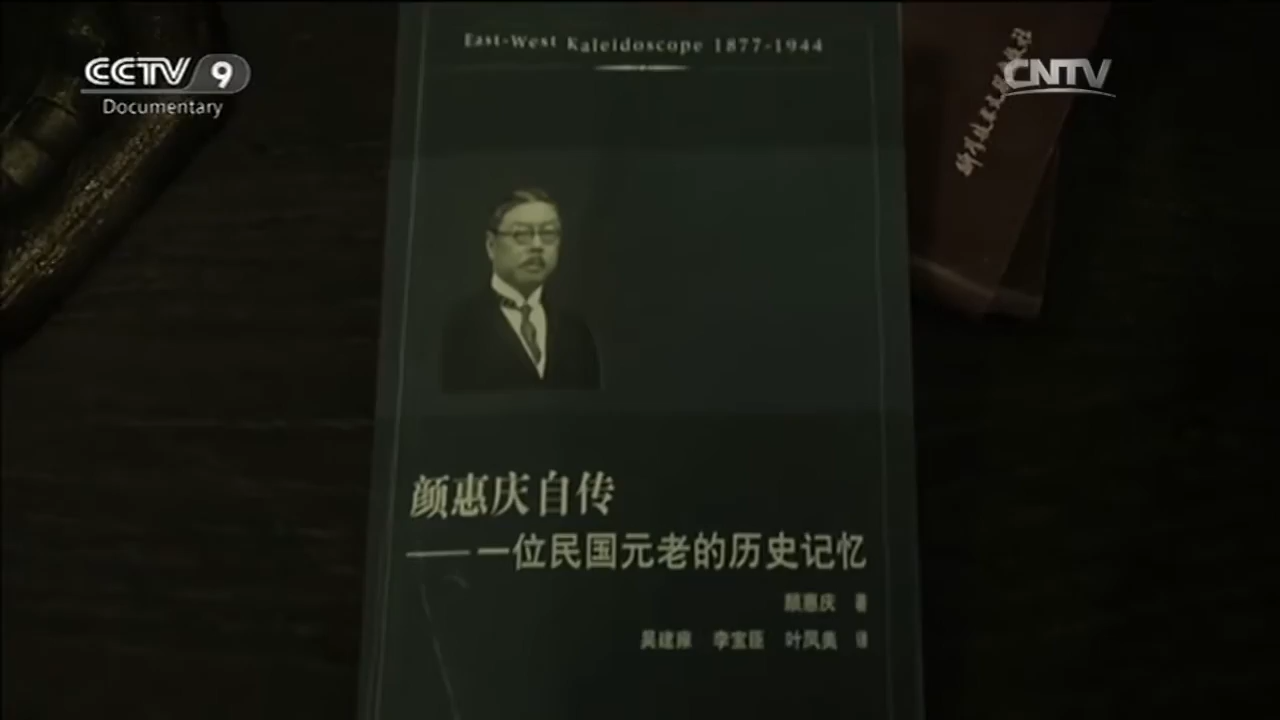 CCTV 9
Documentary
CNTV
East-West Kaleidoscope 1877-1944
颜惠庆自传
——一位民国元老的历史记忆
颜惠庆 著
吴建雍 李宝臣 叶凤美 译